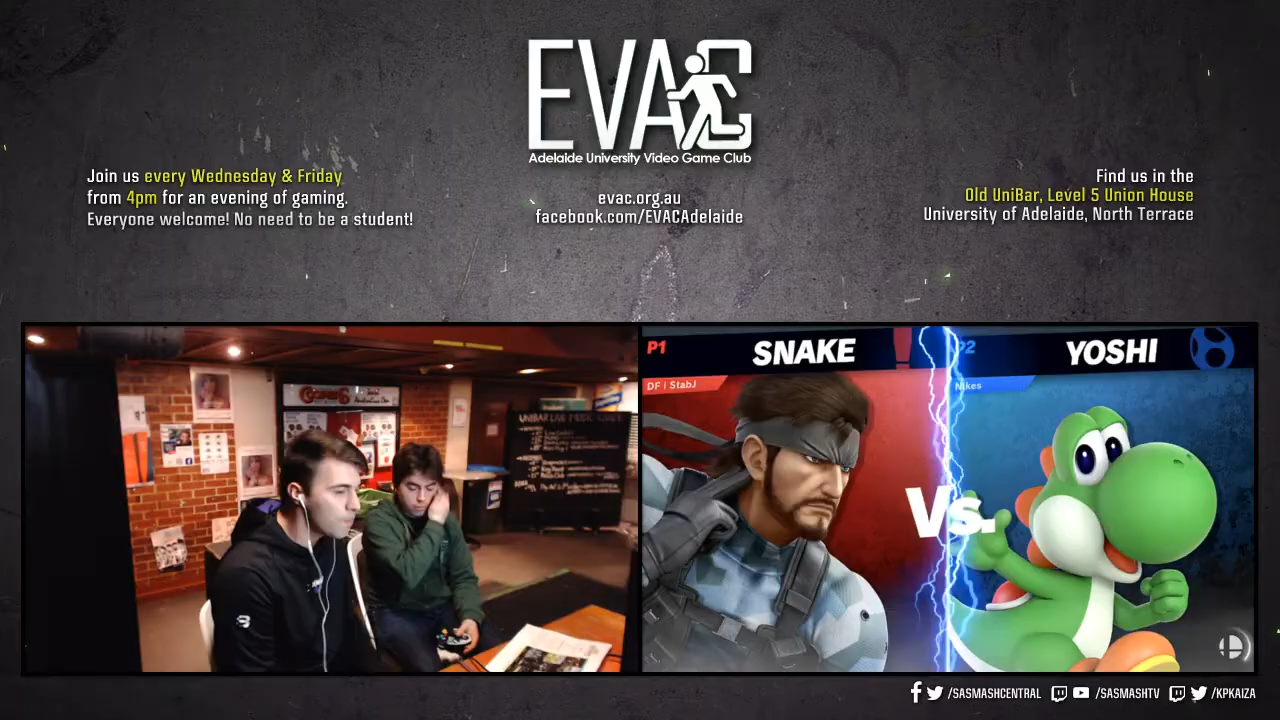 EVAC
Adelaide University Video Game Club
Join us every Wednesday & Friday
from 4pm for an evening of gaming.
Everyone welcome! No need to be a student!
evac.org.au
facebook.com/EVACAdelaide
Find us in the
Old UniBar, Level 5 Union House
University of Adelaide, North Terrace
UNIBAR LIVE MUSIC
P1
SNAKE
DF | StabJ
P2
YOSHI
Nikes
Vs.
/SASMASHCENTRAL
/SASMASHTV
/KPKAIZA